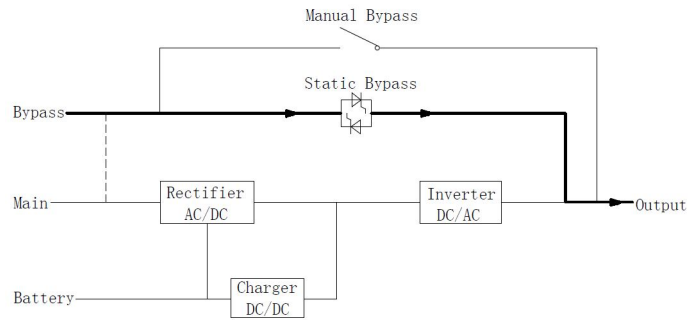 Manual Bypass
Static Bypass
Bypass
Main
Rectifier
AC/DC
Inverter
DC/AC
Output
Battery
Charger
DC/DC